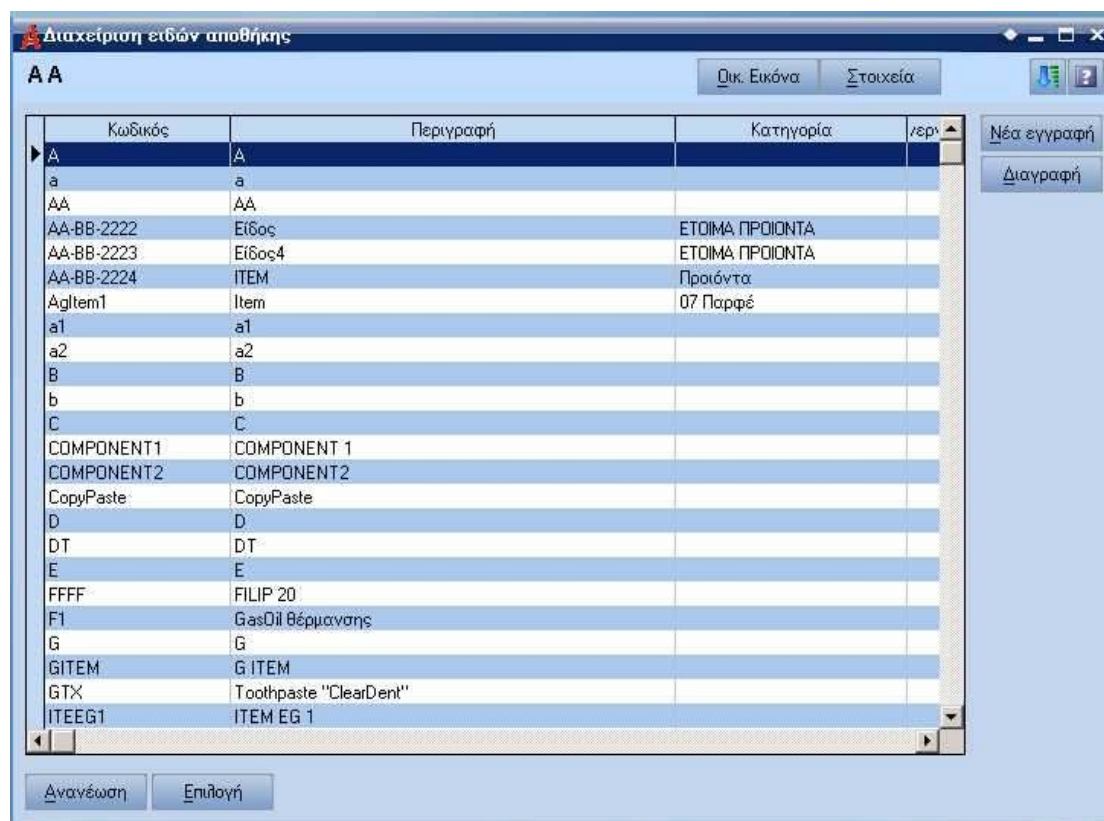 Διαχείριση ειδών αποθήκης
A A
Οικ. Εικόνα Στοιχεία
Κωδικός Περιγραφή Κατηγορία
Νέα εγγραφή
Διαγραφή
A A
a a
AA AA
AA-BB-2222 Είδος ΕΤΟΙΜΑ ΠΡΟΙΟΝΤΑ
AA-BB-2223 Είδος4 ΕΤΟΙΜΑ ΠΡΟΙΟΝΤΑ
AA-BB-2224 ITEM Προιόντα
AgItem1 Item 07 Παρφέ
a1 a1
a2 a2
B B
b b
C C
COMPONENT1 COMPONENT 1
COMPONENT2 COMPONENT2
CopyPaste CopyPaste
D D
DT DT
E E
FFFF FILIP 20
F1 GasOil θέρμανσης
G G
GITEM G ITEM
GTX Toothpaste "ClearDent"
ITEEG1 ITEM EG 1
Ανανέωση Επιλογή